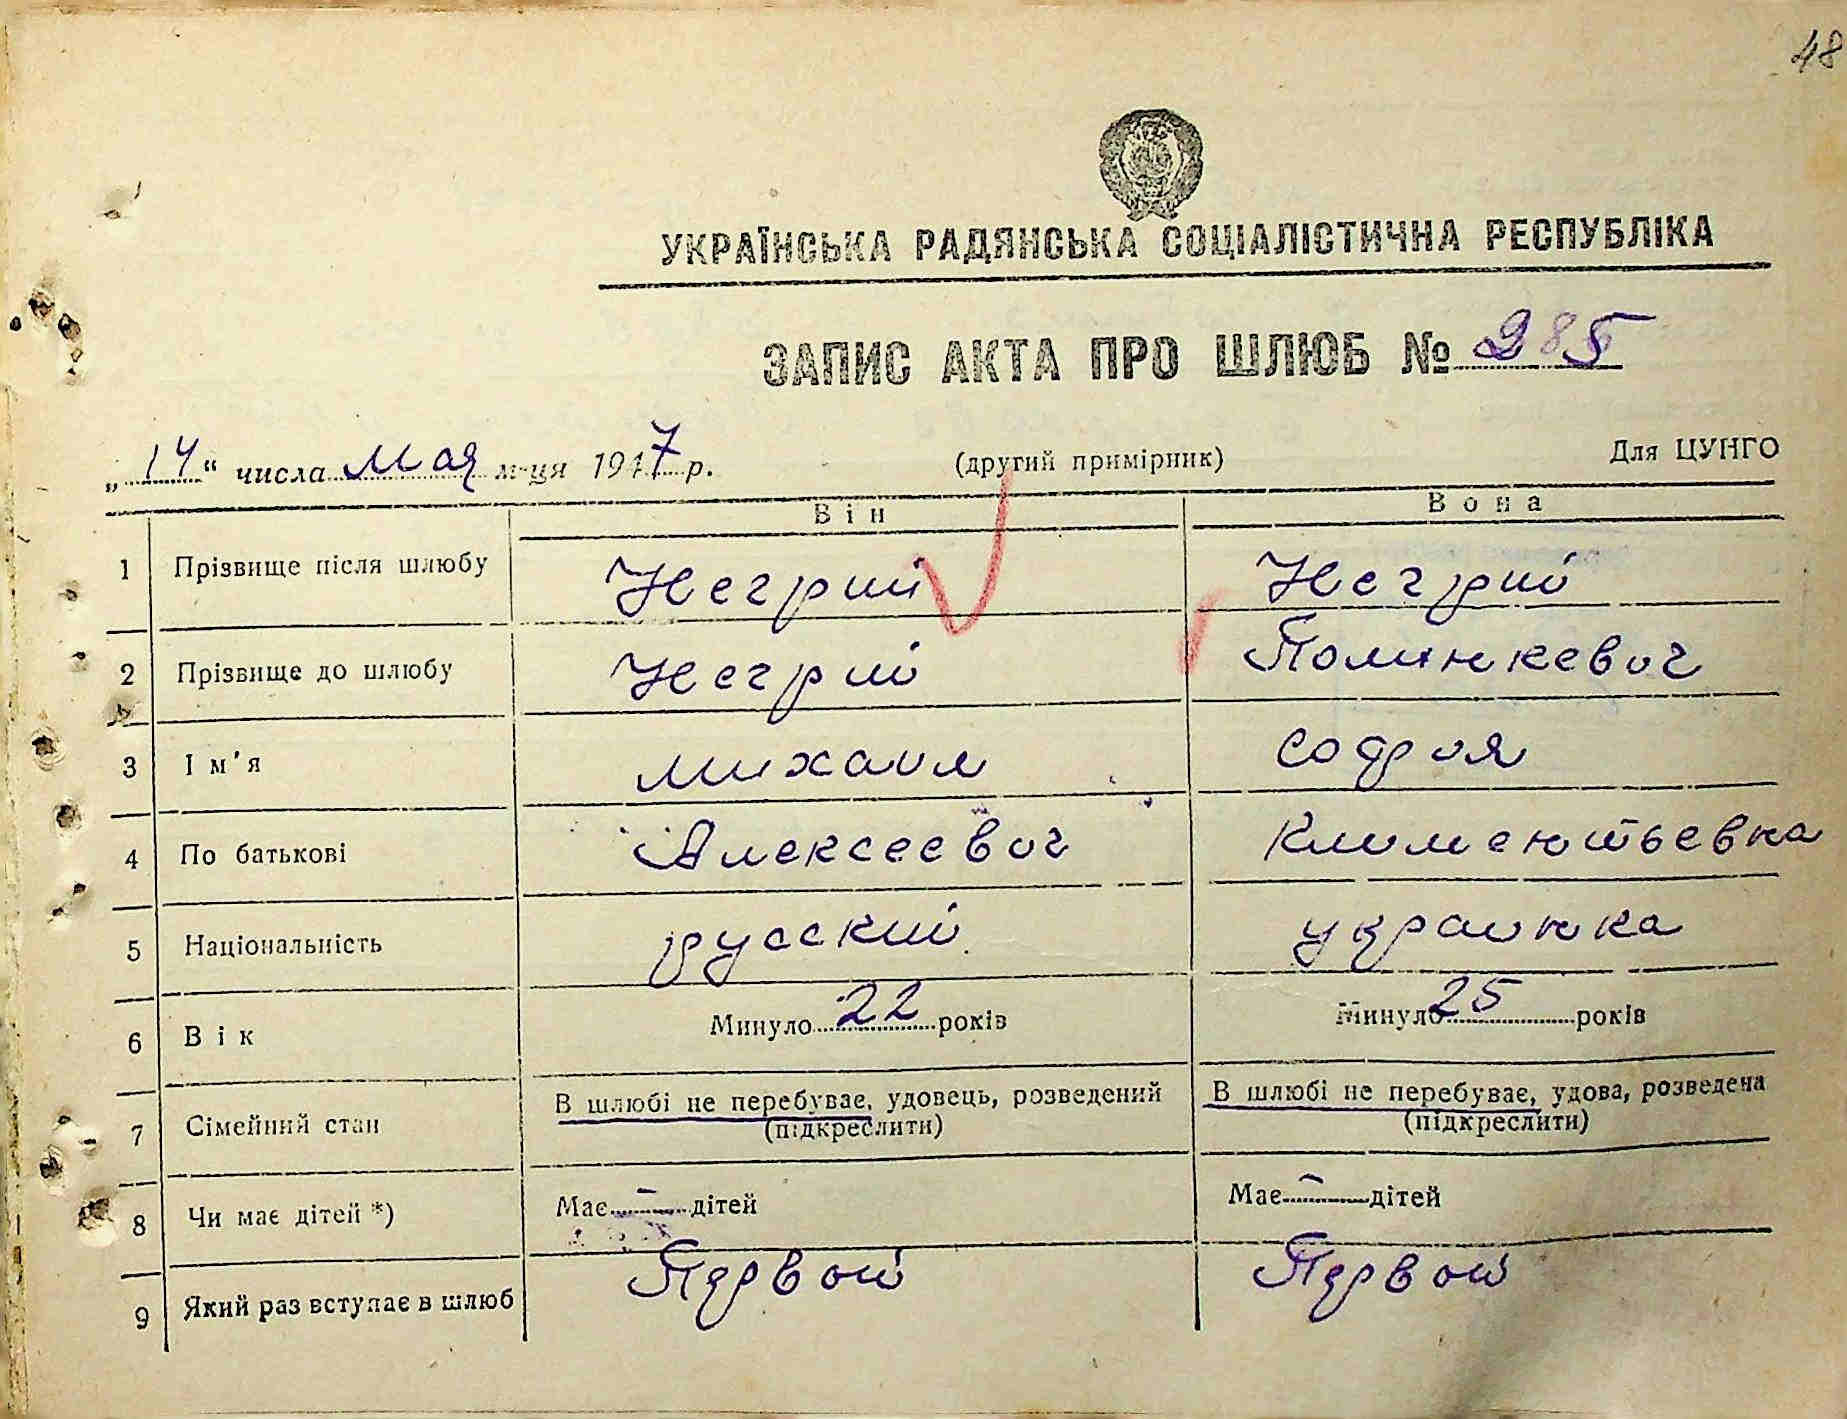 48
УКРАЇНСЬКА РАДЯНСЬКА СОЦІАЛІСТИЧНА РЕСПУБЛІКА
ЗАПИС АКТА ПРО ШЛЮБ № 285
„14“ числа мая м-ця 1947 р. (другий примірник) Для ЦУНГО
Він Вона
1 Прізвище після шлюбу Негрий Негрий
2 Прізвище до шлюбу Негрий Полинкевич
3 Ім'я михаил софия
4 По батькові Алексеевич Климентьевна
5 Національність русский украинка
6 Вік Минуло 22 років Минуло 25 років
7 Сімейний стан В шлюбі не перебуває, удовець, розведений В шлюбі не перебуває, удова, розведена
(підкреслити) (підкреслити)
8 Чи має дітей *) Має — дітей Має — дітей
9 Який раз вступає в шлюб Первой Первой